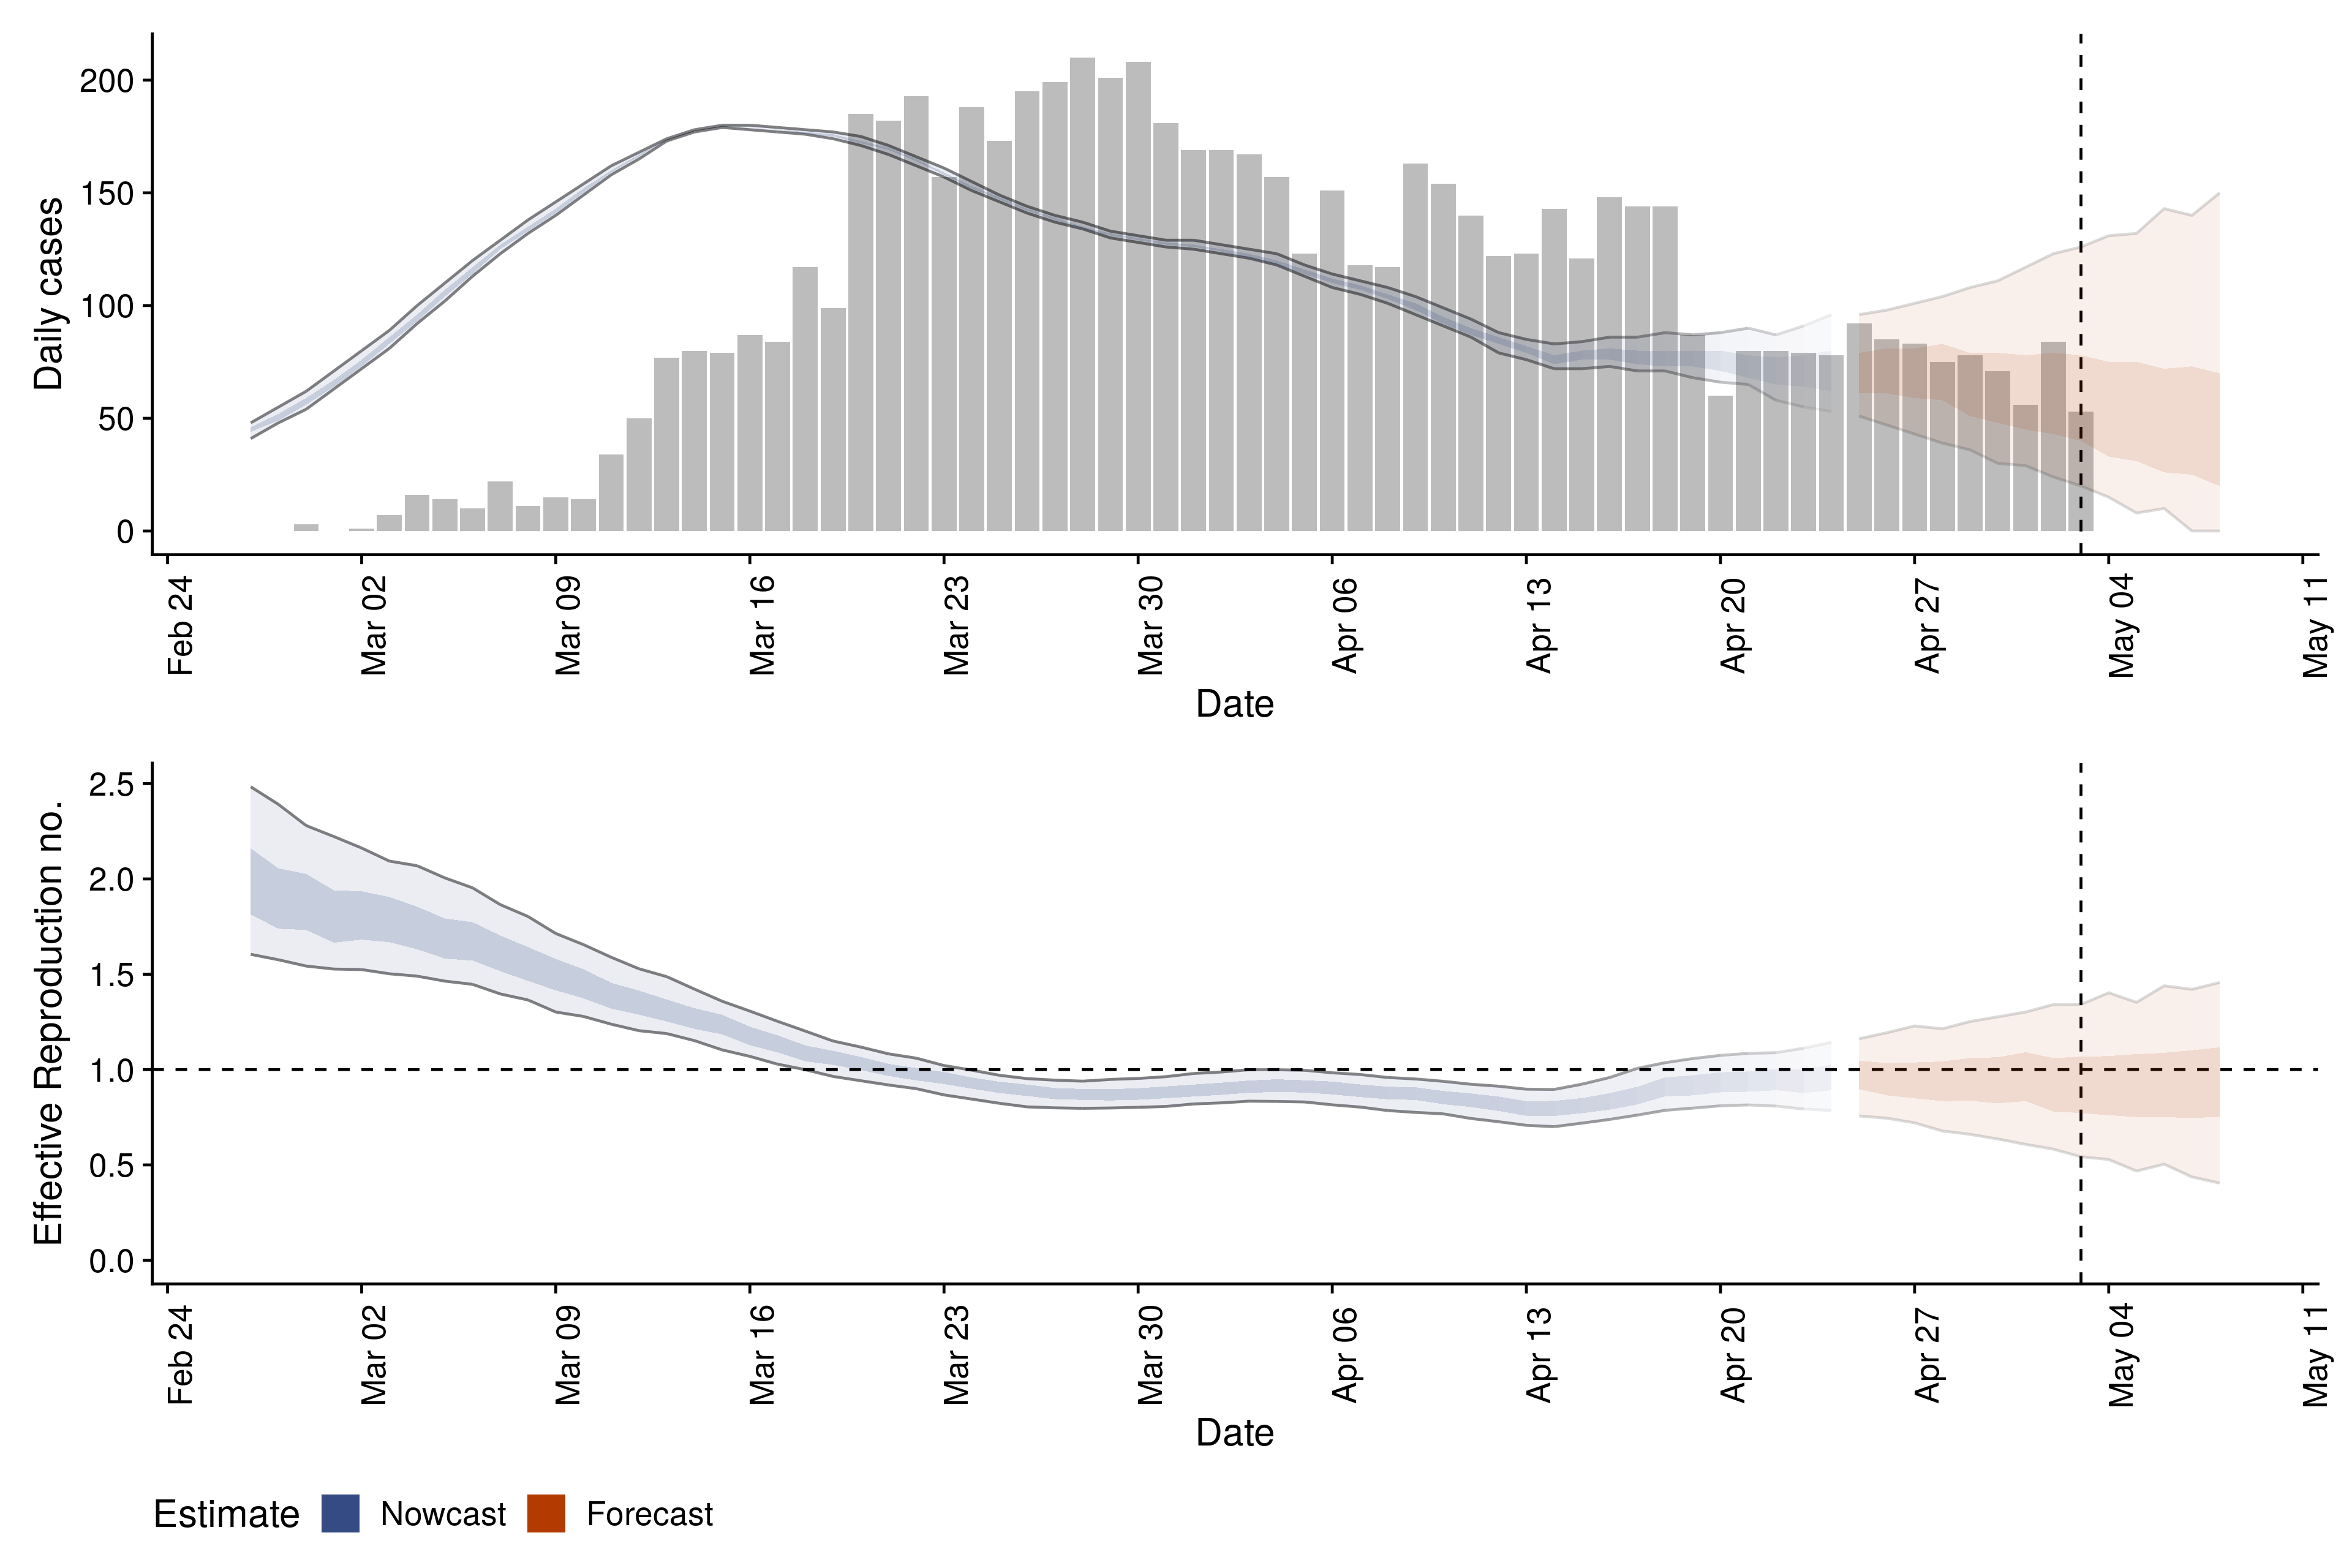 Daily cases
200
150
100
50
0
Feb 24
Mar 02
Mar 09
Mar 16
Mar 23
Mar 30
Apr 06
Apr 13
Apr 20
Apr 27
May 04
May 11
Date
Effective Reproduction no.
2.5
2.0
1.5
1.0
0.5
0.0
Feb 24
Mar 02
Mar 09
Mar 16
Mar 23
Mar 30
Apr 06
Apr 13
Apr 20
Apr 27
May 04
May 11
Date
Estimate Nowcast Forecast